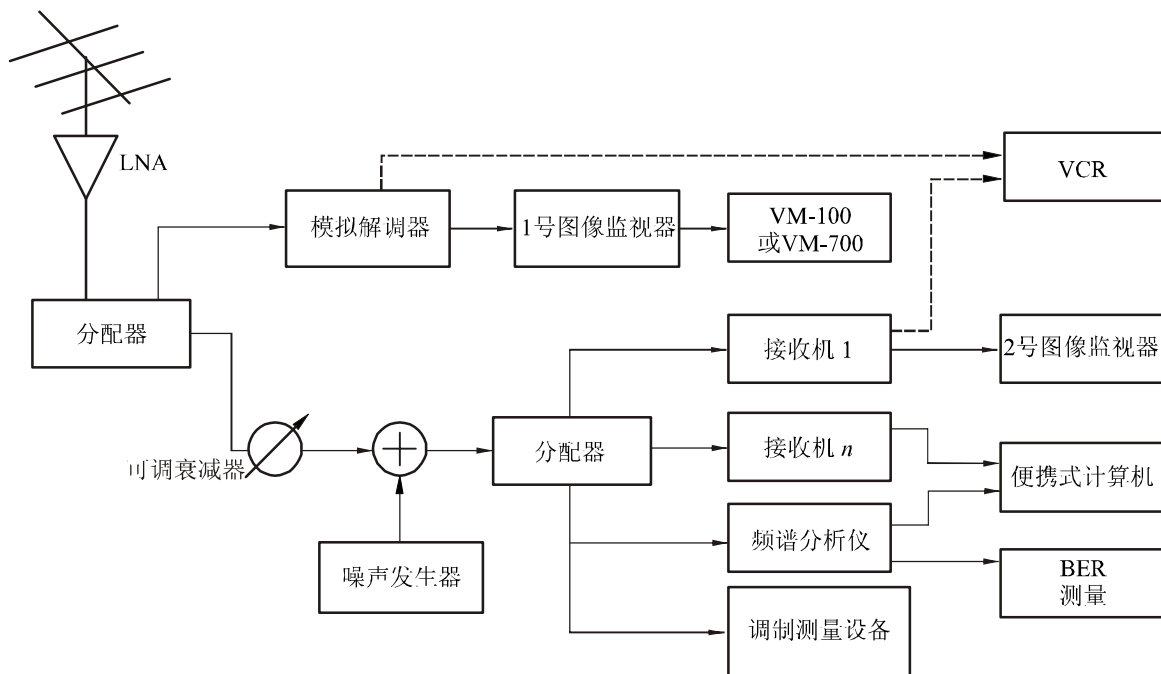 LNA
VCR
模拟解调器
1号图像监视器
VM-100
或VM-700
分配器
接收机 1
2号图像监视器
可调衰减器
分配器
接收机 n
便携式计算机
频谱分析仪
噪声发生器
BER
测量
调制测量设备